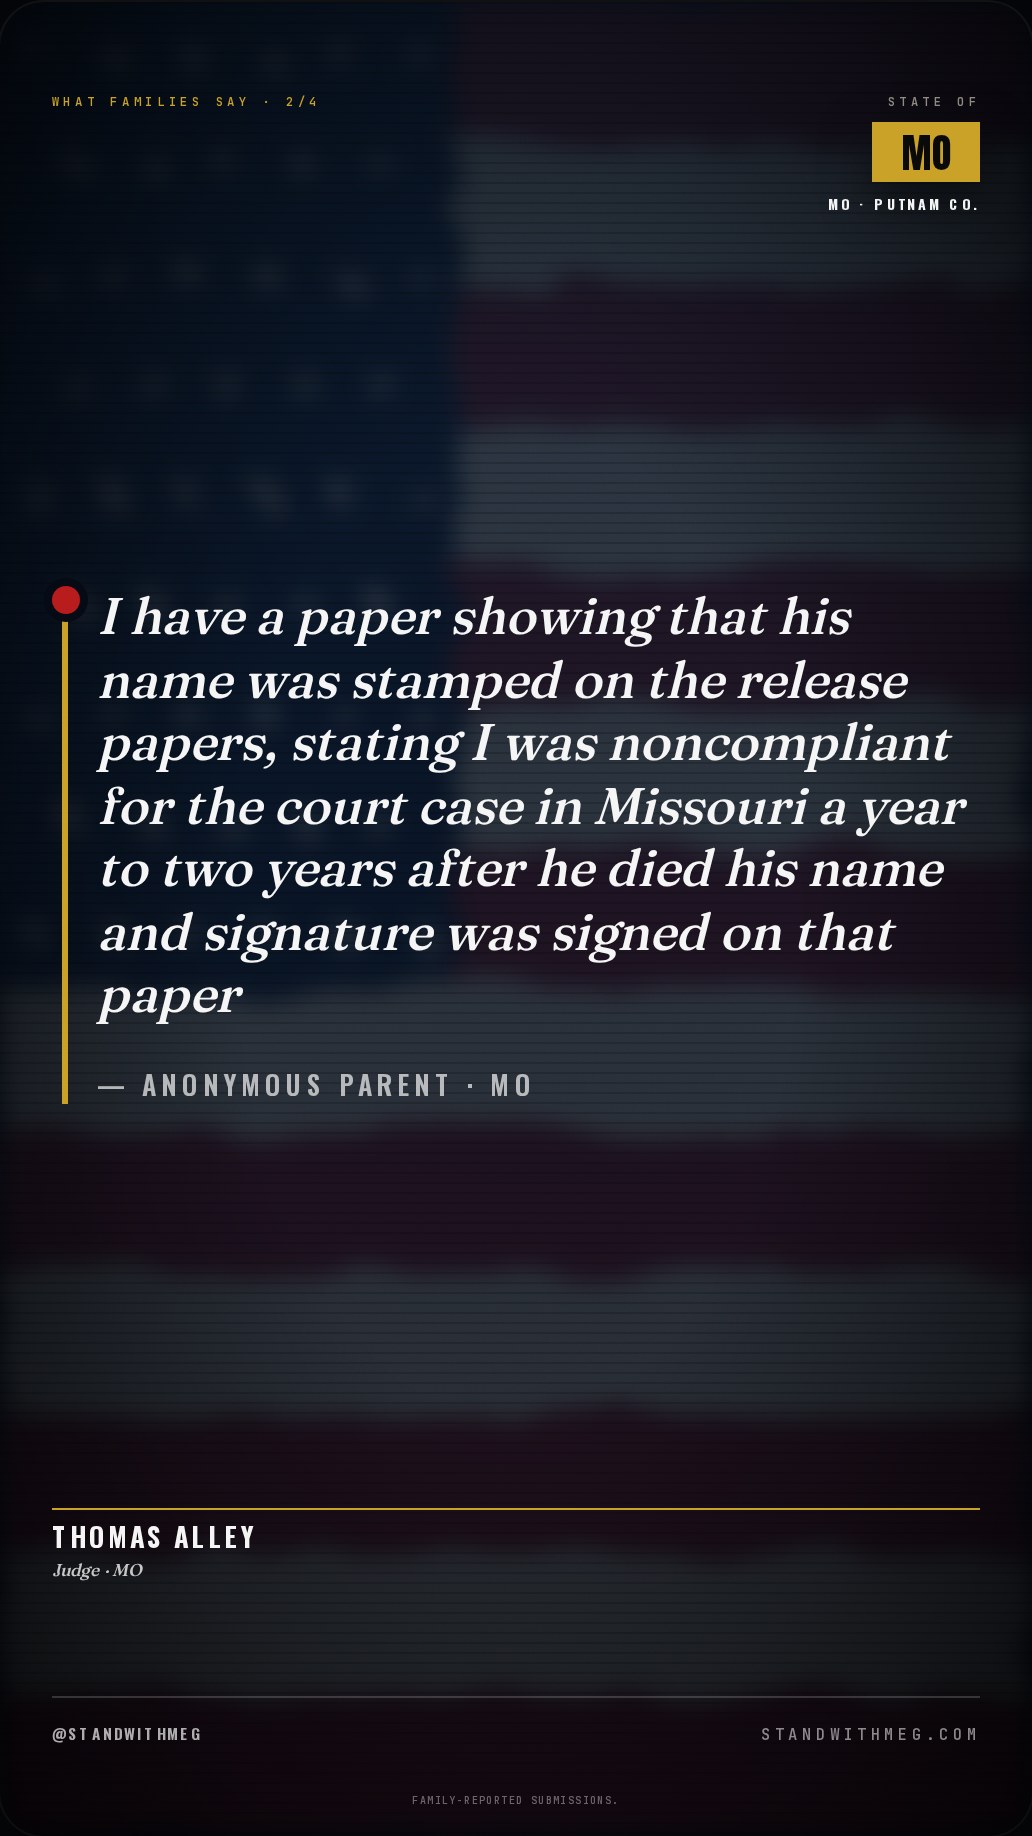 WHAT FAMILIES SAY · 2/4
STATE OF
MO
MO · PUTNAM CO.
I have a paper showing that his
name was stamped on the release
papers, stating I was noncompliant
for the court case in Missouri a year
to two years after he died his name
and signature was signed on that
paper
— ANONYMOUS PARENT · MO
THOMAS ALLEY
Judge · MO
@STANDWITHMEG
STANDWITHMEG.COM
FAMILY-REPORTED SUBMISSIONS.